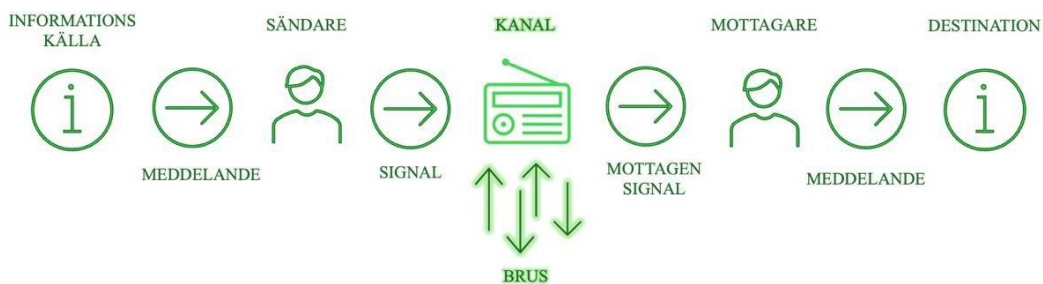 INFORMATIONS
KÄLLA
SÄNDARE
KANAL
MOTTAGARE
DESTINATION
MEDDELANDE
SIGNAL
MOTTAGEN
SIGNAL
MEDDELANDE
BRUS